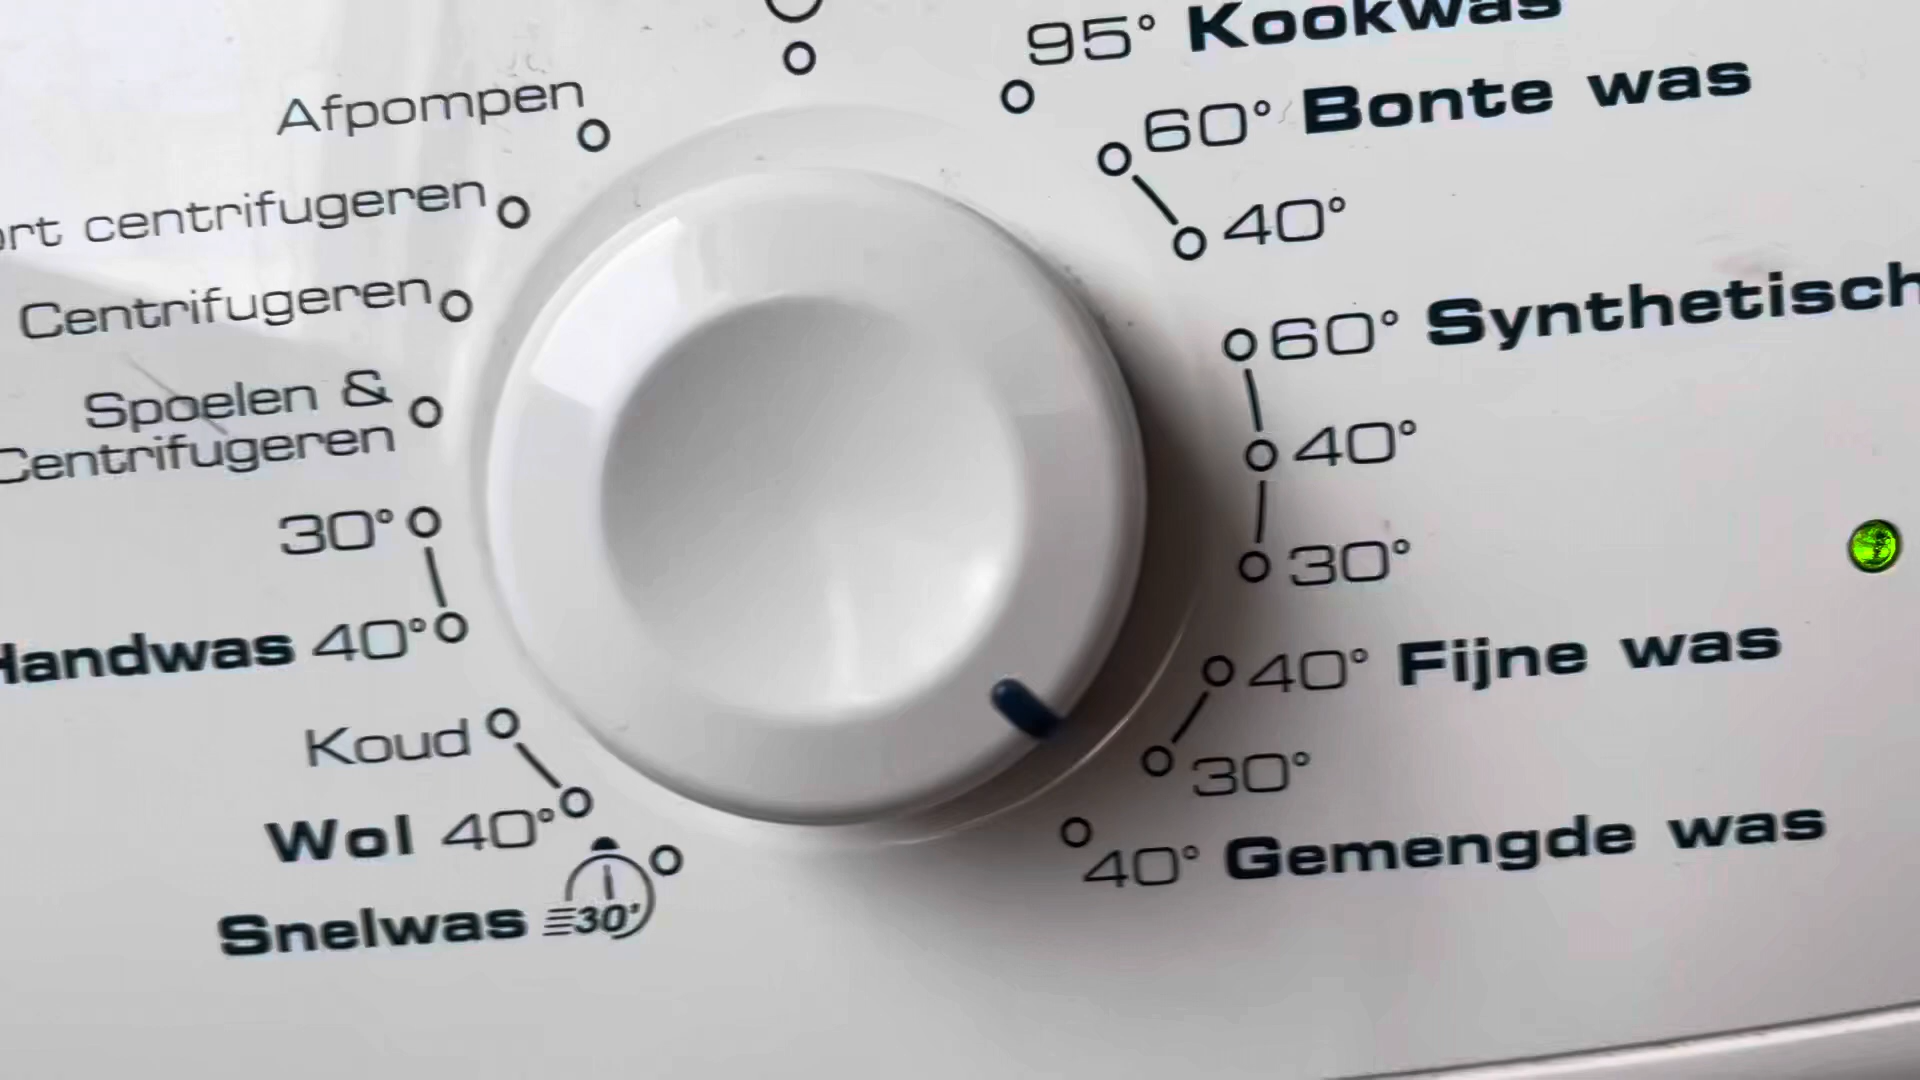 Afpompen
centrifugeren
Centrifugeren
Spoelen &
Centrifugeren
30°
Handwas 40°
Koud
Wol 40°
Snelwas 30'
95° Kookwas
60° Bonte was
40°
60° Synthetisch
40°
30°
40° Fijne was
30°
40° Gemengde was